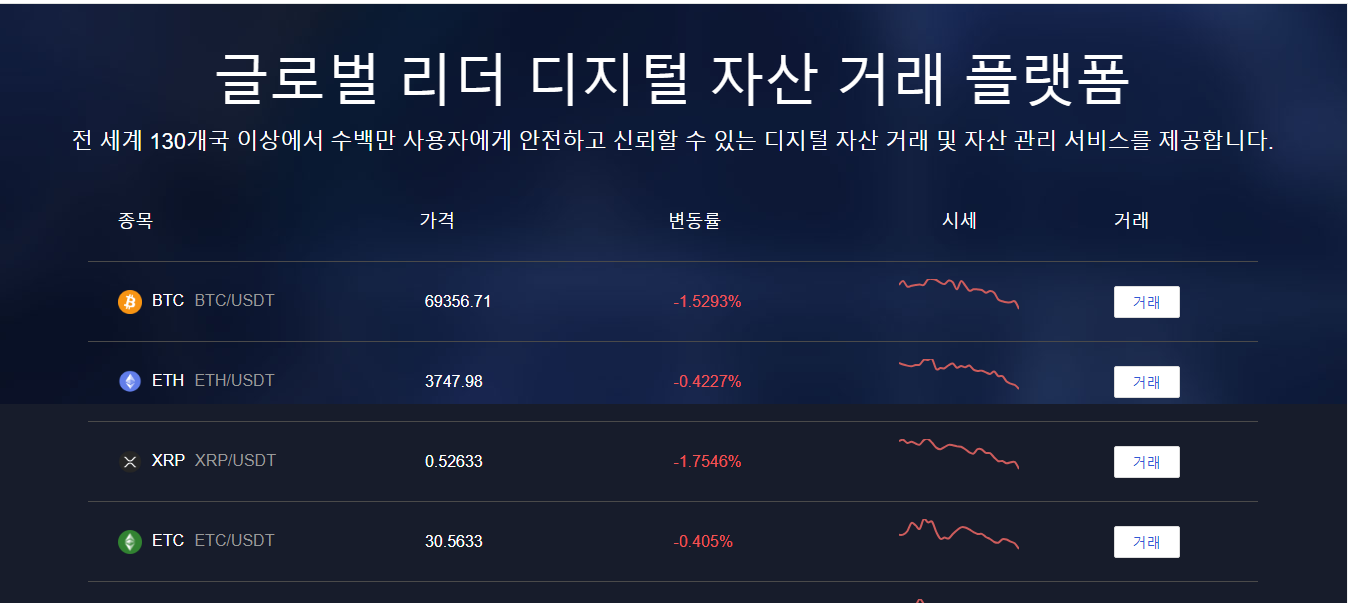 글로벌 리더 디지털 자산 거래 플랫폼
전 세계 130개국 이상에서 수백만 사용자에게 안전하고 신뢰할 수 있는 디지털 자산 거래 및 자산 관리 서비스를 제공합니다.
종목 가격 변동률 시세 거래
BTC BTC/USDT 69356.71 -1.5293% 거래
ETH ETH/USDT 3747.98 -0.4227% 거래
XRP XRP/USDT 0.52633 -1.7546% 거래
ETC ETC/USDT 30.5633 -0.405% 거래